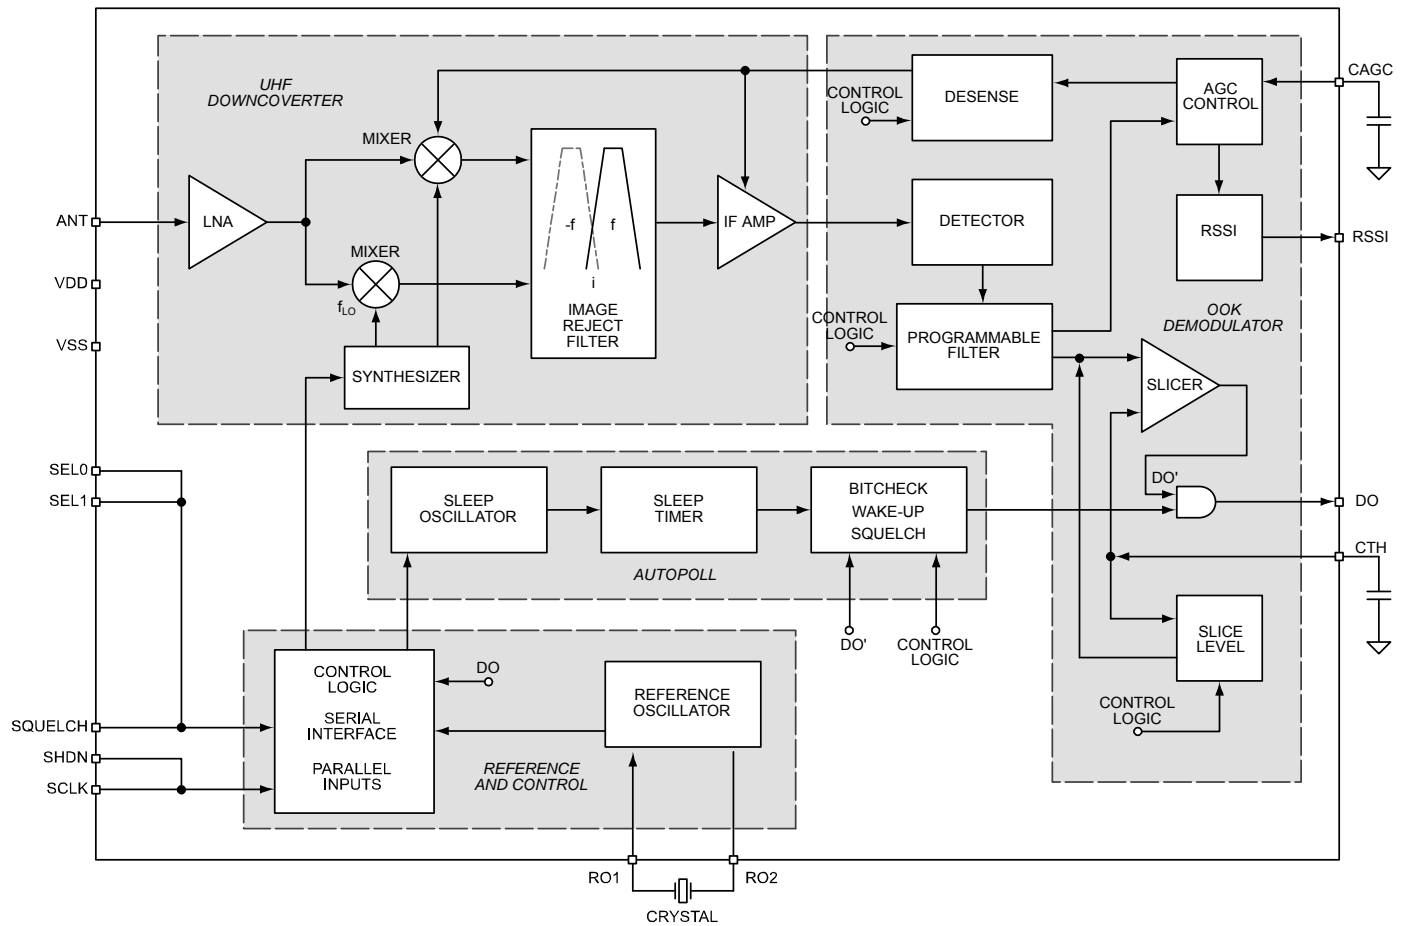 UHF
DOWNCOVERTER
MIXER
LNA
MIXER
fLO
SYNTHESIZER
-f
f
i
IMAGE
REJECT
FILTER
IF AMP
CONTROL
LOGIC
DESENSE
AGC
CONTROL
DETECTOR
RSSI
CONTROL
LOGIC
PROGRAMMABLE
FILTER
OOK
DEMODULATOR
SLICER
DO'
SLICE
LEVEL
CONTROL
LOGIC
CAGC
RSSI
DO
CTH
ANT
VDD
VSS
SEL0
SEL1
SQUELCH
SHDN
SCLK
SLEEP
OSCILLATOR
SLEEP
TIMER
BITCHECK
WAKE-UP
SQUELCH
AUTOPOLL
DO'
CONTROL
LOGIC
CONTROL
LOGIC
SERIAL
INTERFACE
PARALLEL
INPUTS
DO
REFERENCE
OSCILLATOR
REFERENCE
AND CONTROL
RO1
RO2
CRYSTAL